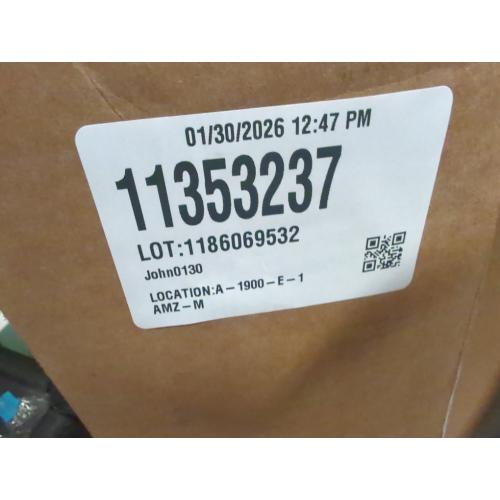 01/30/2026 12:47 PM
11353237
LOT:1186069532
John0130
LOCATION:A-1900-E-1
AMZ-M